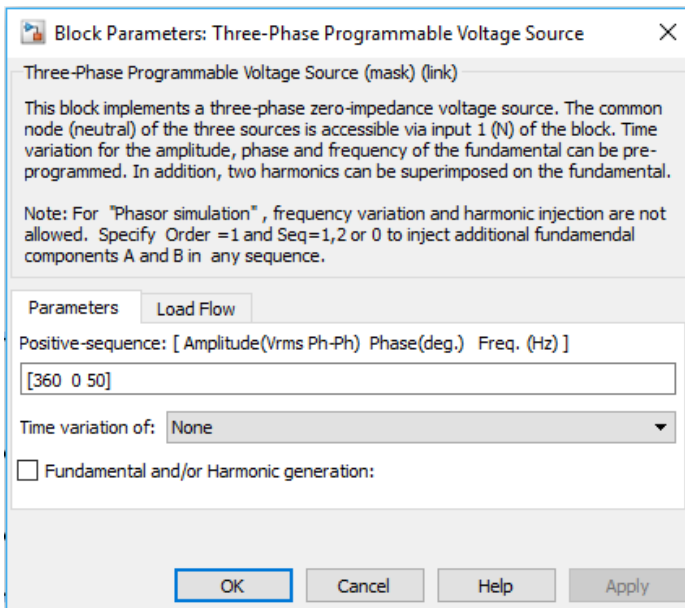 Block Parameters: Three-Phase Programmable Voltage Source
Three-Phase Programmable Voltage Source (mask) (link)
This block implements a three-phase zero-impedance voltage source. The common
node (neutral) of the three sources is accessible via input 1 (N) of the block. Time
variation for the amplitude, phase and frequency of the fundamental can be pre-
programmed. In addition, two harmonics can be superimposed on the fundamental.
Note: For "Phasor simulation" , frequency variation and harmonic injection are not
allowed. Specify Order =1 and Seq=1,2 or 0 to inject additional fundamendal
components A and B in any sequence.
Parameters
Load Flow
Positive-sequence: [ Amplitude(Vrms Ph-Ph) Phase(deg.) Freq. (Hz) ]
[360 0 50]
Time variation of: None
Fundamental and/or Harmonic generation:
OK Cancel Help Apply